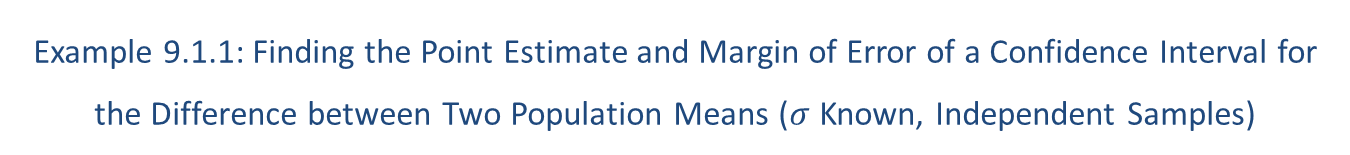 Example 9.1.1: Finding the Point Estimate and Margin of Error of a Confidence Interval for
the Difference between Two Population Means (σ Known, Independent Samples)